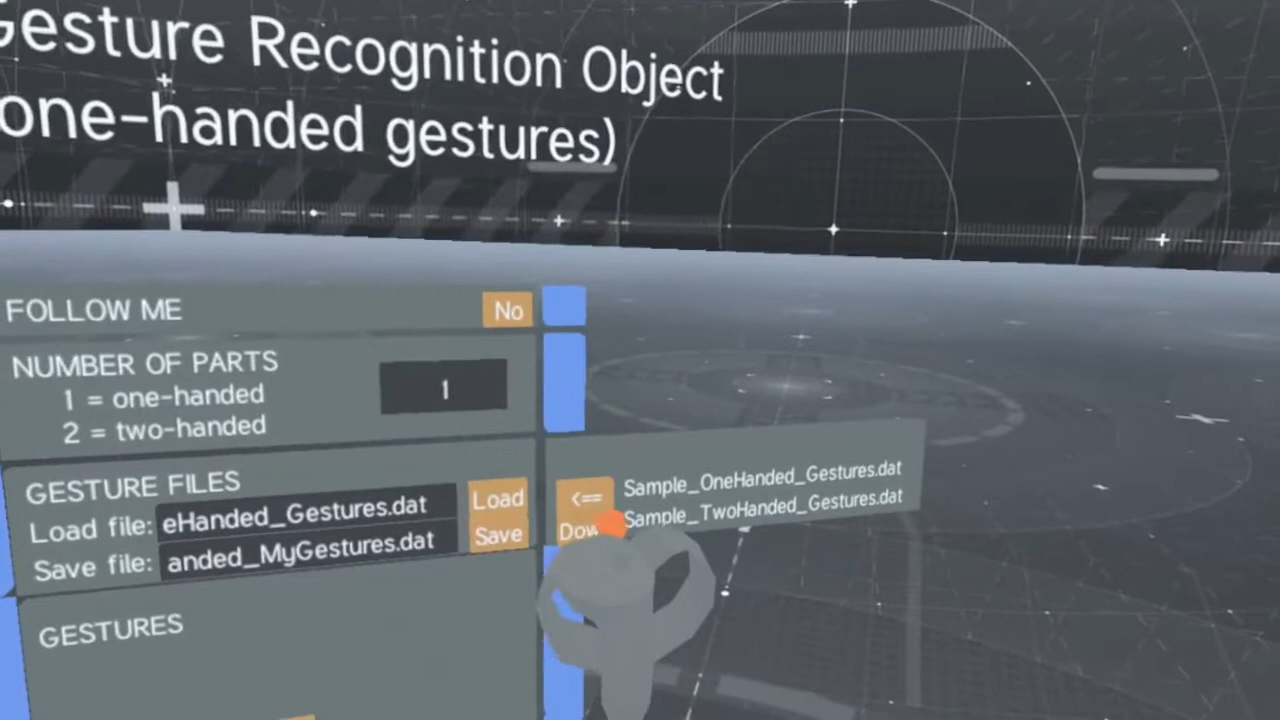 Gesture Recognition Object
one-handed gestures)
FOLLOW ME No
NUMBER OF PARTS
1 = one-handed
2 = two-handed
1
GESTURE FILES
Load file: eHanded_Gestures.dat Load
Save file: anded_MyGestures.dat Save
<==
Sample_OneHanded_Gestures.dat
Sample_TwoHanded_Gestures.dat
GESTURES